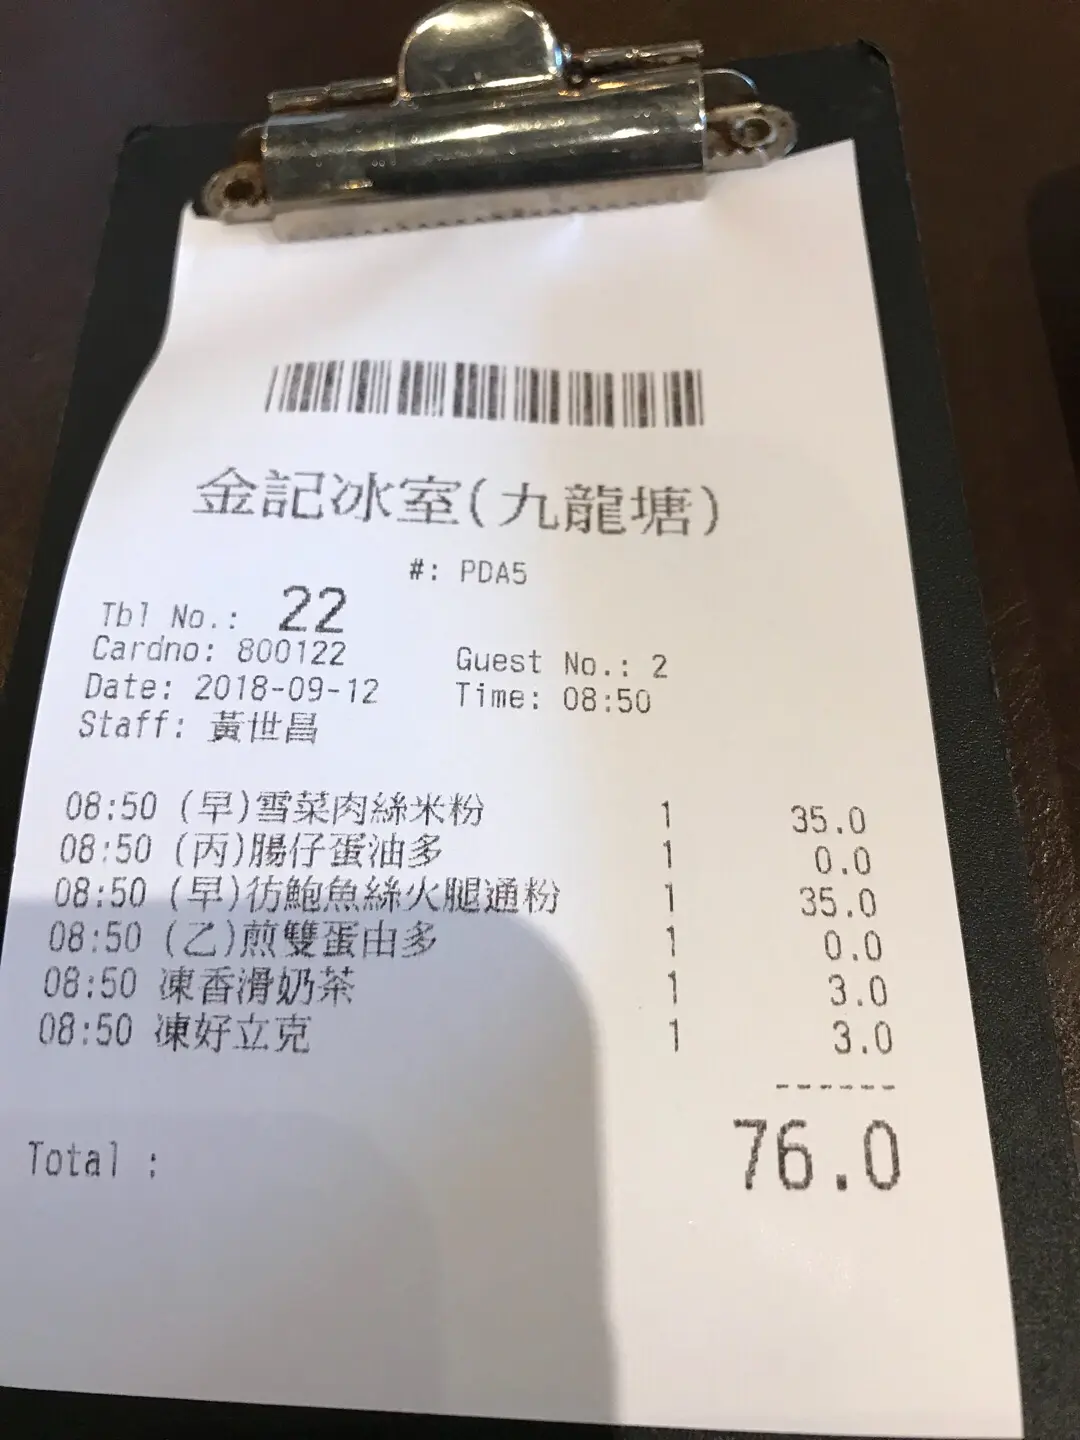 金記冰室(九龍塘)
#: PDA5
Tbl No.: 22
Cardno: 800122 Guest No.: 2
Date: 2018-09-12 Time: 08:50
Staff: 黃世昌
08:50 (早)雪菜肉絲米粉 1 35.0
08:50 (丙)腸仔蛋油多 1 0.0
08:50 (早)彷鮑魚絲火腿通粉 1 35.0
08:50 (乙)煎雙蛋由多 1 0.0
08:50 凍香滑奶茶 1 3.0
08:50 凍好立克 1 3.0
------
Total : 76.0